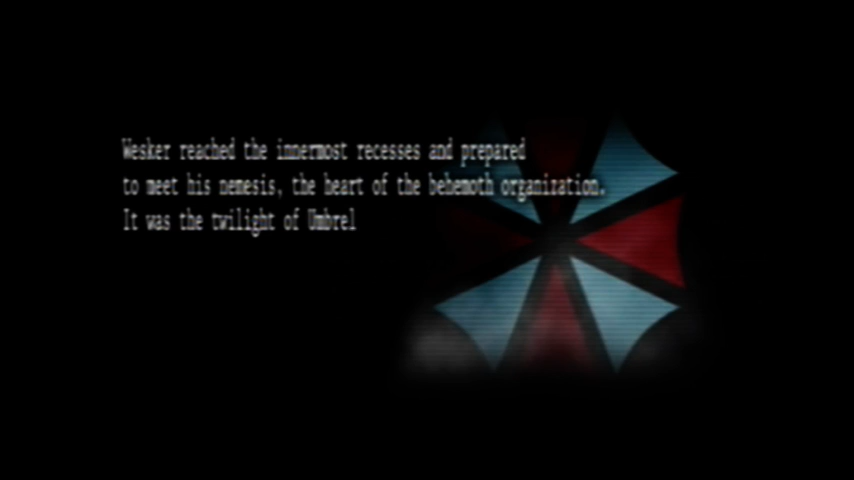 Wesker reached the innermost recesses and prepared
to meet his nemesis, the heart of the behemoth organization.
It was the twilight of Umbrel